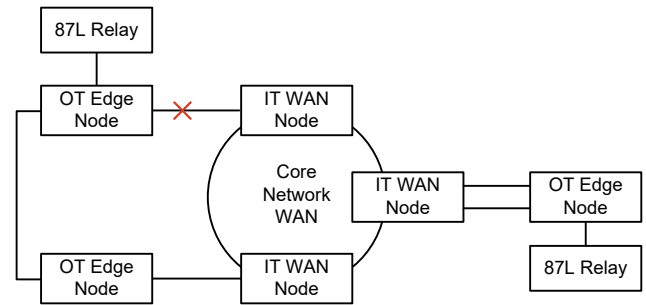 87L Relay
OT Edge
Node
IT WAN
Node
Core
Network
WAN
IT WAN
Node
OT Edge
Node
OT Edge
Node
IT WAN
Node
87L Relay